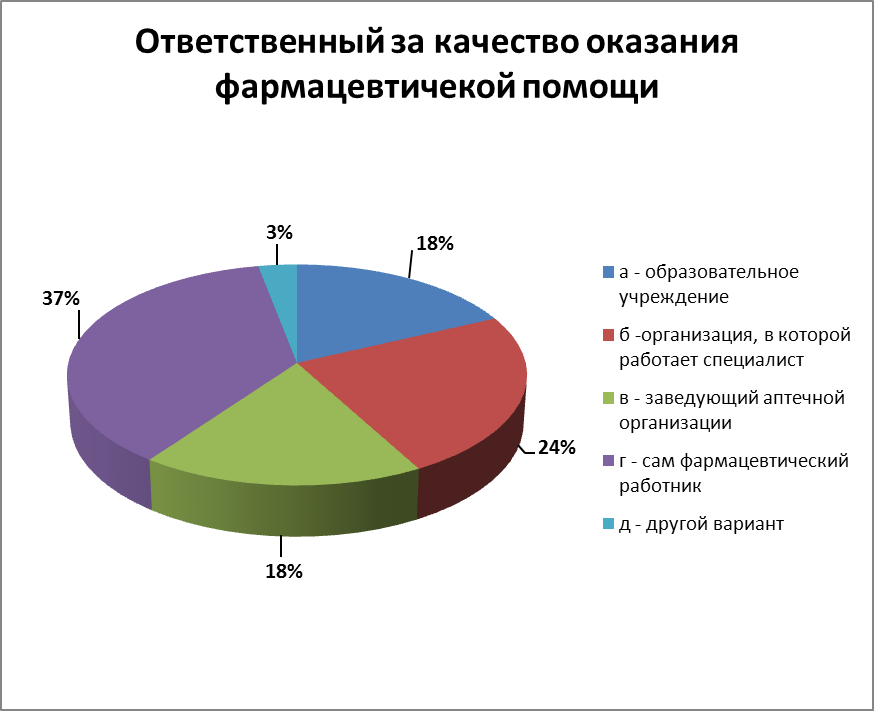 Ответственный за качество оказания
фармацевтичекой помощи
3%
18%
37%
24%
18%
а - образовательное
учреждение
б -организация, в которой
работает специалист
в - заведующий аптечной
организации
г - сам фармацевтический
работник
д - другой вариант